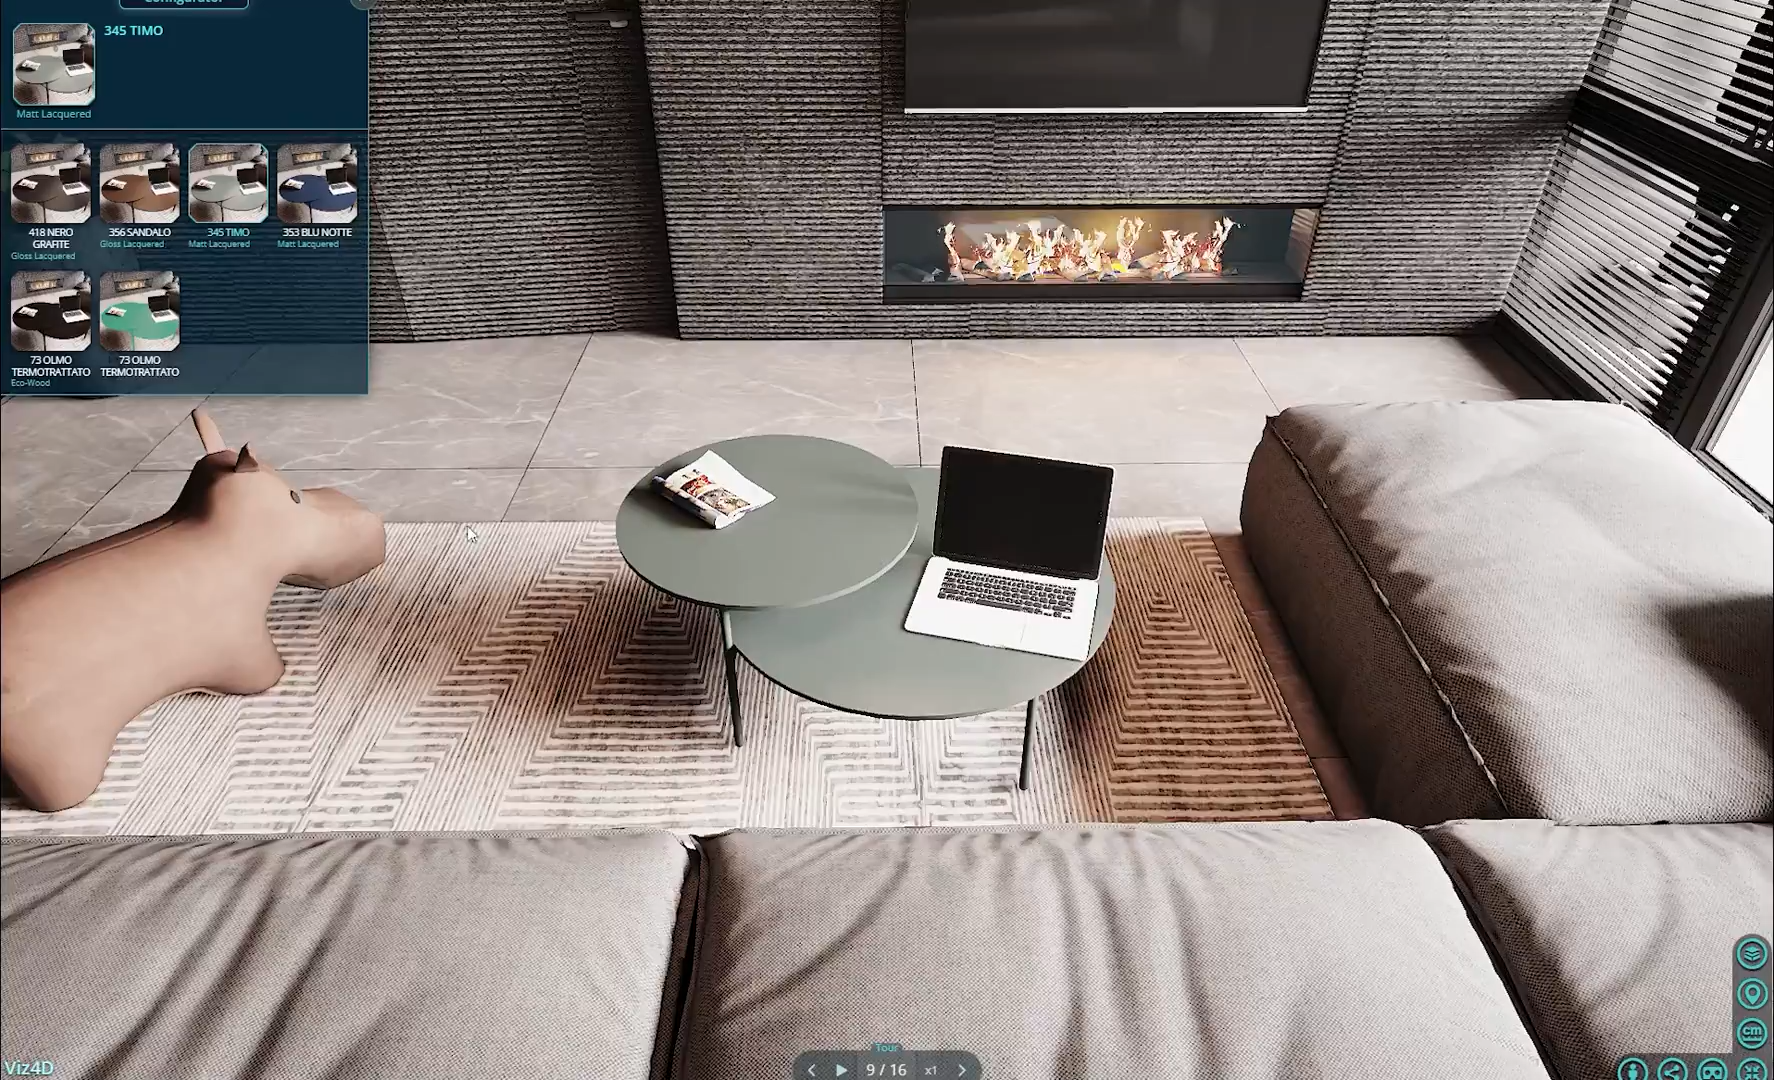 Configurator
345 TIMO
Matt Lacquered
418 NERO
GRAFITE
Gloss Lacquered
356 SANDALO
Gloss Lacquered
345 TIMO
Matt Lacquered
353 BLU NOTTE
Matt Lacquered
73 OLMO
TERMOTRATTATO
Eco-Wood
73 OLMO
TERMOTRATTATO
cm
Viz4D
Tour
9 / 16
x1